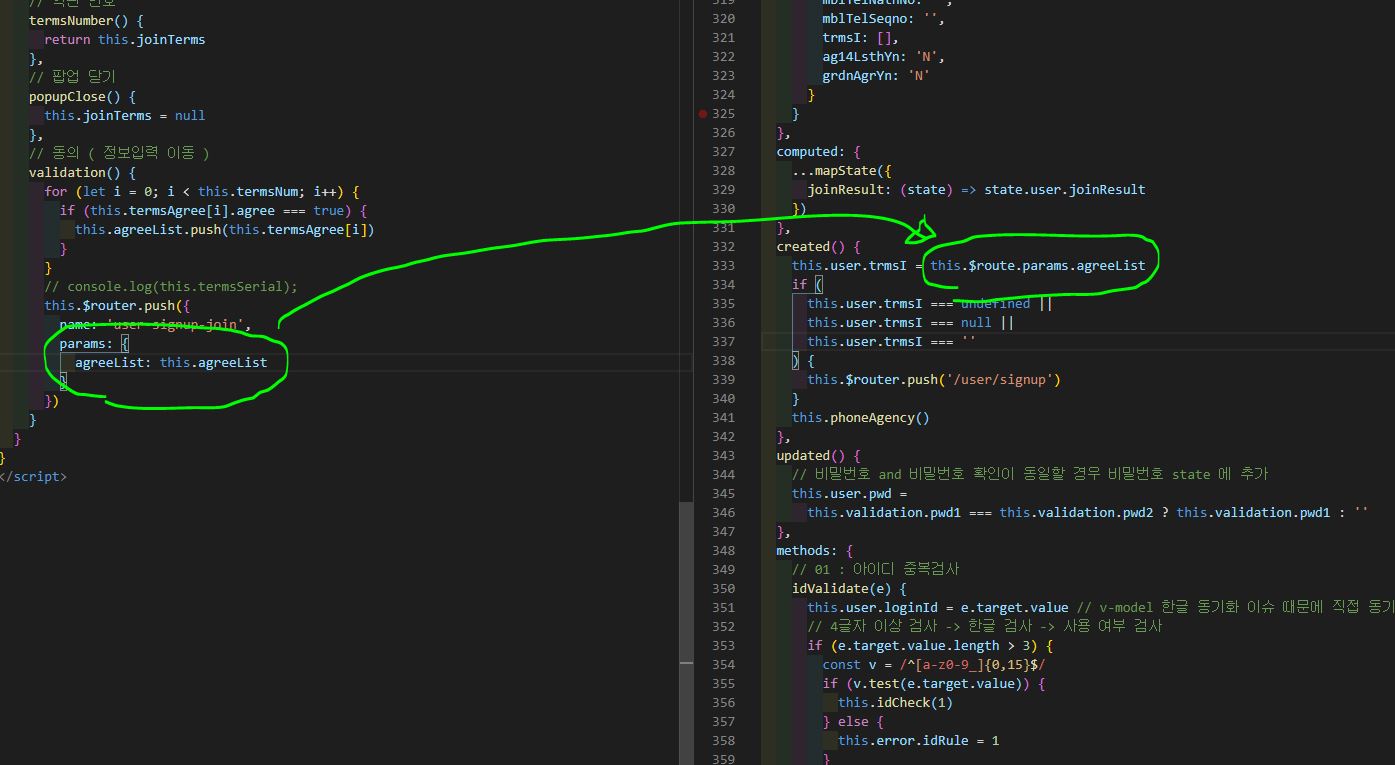 // 약관 번호
termsNumber() {
return this.joinTerms
},
// 팝업 닫기
popupClose() {
this.joinTerms = null
},
// 동의 ( 정보입력 이동 )
validation() {
for (let i = 0; i < this.termsNum; i++) {
if (this.termsAgree[i].agree === true) {
this.agreeList.push(this.termsAgree[i])
}
}
// console.log(this.termsSerial);
this.$router.push({
name: 'user-signup-join',
params: {
agreeList: this.agreeList
}
})
}
}
}
</script>
319 mblTelNathNo: '',
320 mblTelSeqno: '',
321 trmsI: [],
322 ag14LsthYn: 'N',
323 grdnAgrYn: 'N'
324 }
325 }
326 },
327 computed: {
328 ...mapState({
329 joinResult: (state) => state.user.joinResult
330 })
331 },
332 created() {
333 this.user.trmsI = this.$route.params.agreeList
334 if (
335 this.user.trmsI === undefined ||
336 this.user.trmsI === null ||
337 this.user.trmsI === ''
338 ) {
339 this.$router.push('/user/signup')
340 }
341 this.phoneAgency()
342 },
343 updated() {
344 // 비밀번호 and 비밀번호 확인이 동일할 경우 비밀번호 state 에 추가
345 this.user.pwd =
346 this.validation.pwd1 === this.validation.pwd2 ? this.validation.pwd1 : ''
347 },
348 methods: {
349 // 01 : 아이디 중복검사
350 idValidate(e) {
351 this.user.loginId = e.target.value // v-model 한글 동기화 이슈 때문에 직접 동기
352 // 4글자 이상 검사 -> 한글 검사 -> 사용 여부 검사
353 if (e.target.value.length > 3) {
354 const v = /^[a-z0-9_]{0,15}$/
355 if (v.test(e.target.value)) {
356 this.idCheck(1)
357 } else {
358 this.error.idRule = 1
359 }